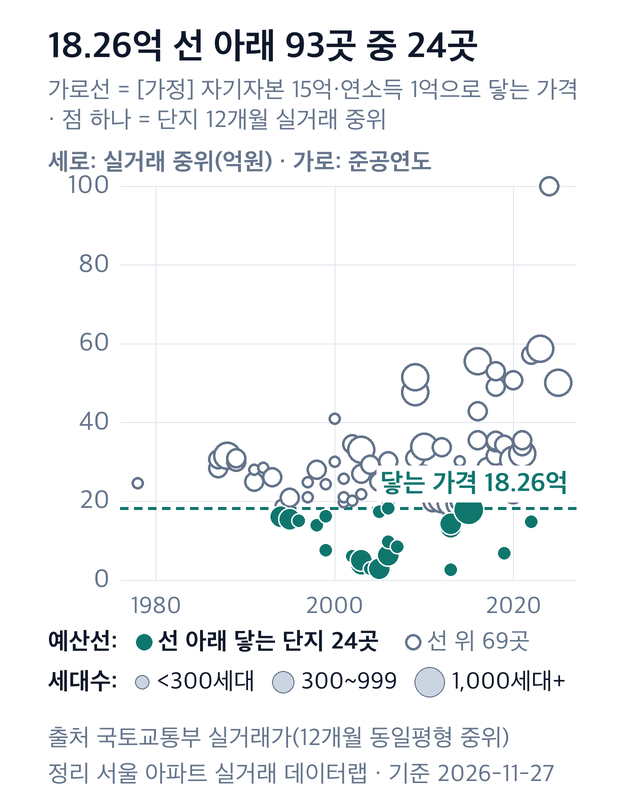 18.26억 선 아래 93곳 중 24곳
가로선 = [가정] 자기자본 15억·연소득 1억으로 닿는 가격
· 점 하나 = 단지 12개월 실거래 중위
세로: 실거래 중위(억원) · 가로: 준공연도
100
80
60
40
닿는 가격 18.26억
20
0
1980 2000 2020
예산선: 선 아래 닿는 단지 24곳 선 위 69곳
세대수: <300세대 300~999 1,000세대+
출처 국토교통부 실거래가(12개월 동일평형 중위)
정리 서울 아파트 실거래 데이터랩 · 기준 2026-11-27